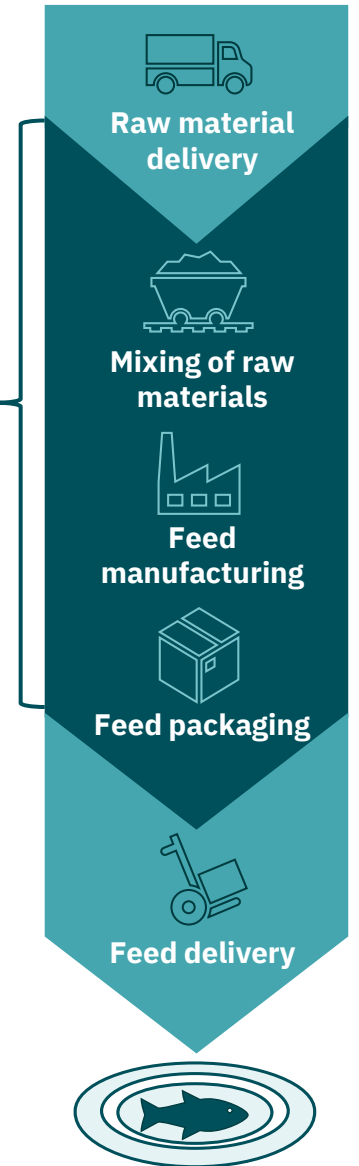 Raw material
delivery
Mixing of raw
materials
Feed
manufacturing
Feed packaging
Feed delivery